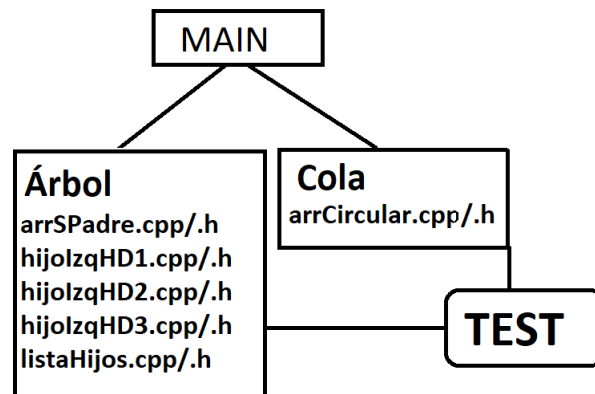 MAIN
Árbol
arrSPadre.cpp/.h
hijoIzqHD1.cpp/.h
hijoIzqHD2.cpp/.h
hijoIzqHD3.cpp/.h
listaHijos.cpp/.h
Cola
arrCircular.cpp/.h
TEST